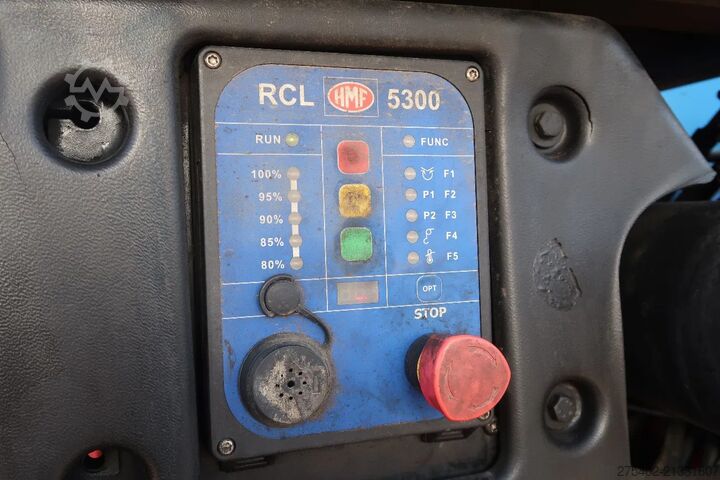 RCL HMF 5300
RUN
FUNC
100%
F1
95%
P1 F2
90%
P2 F3
85%
F4
80%
F5
OPT
STOP